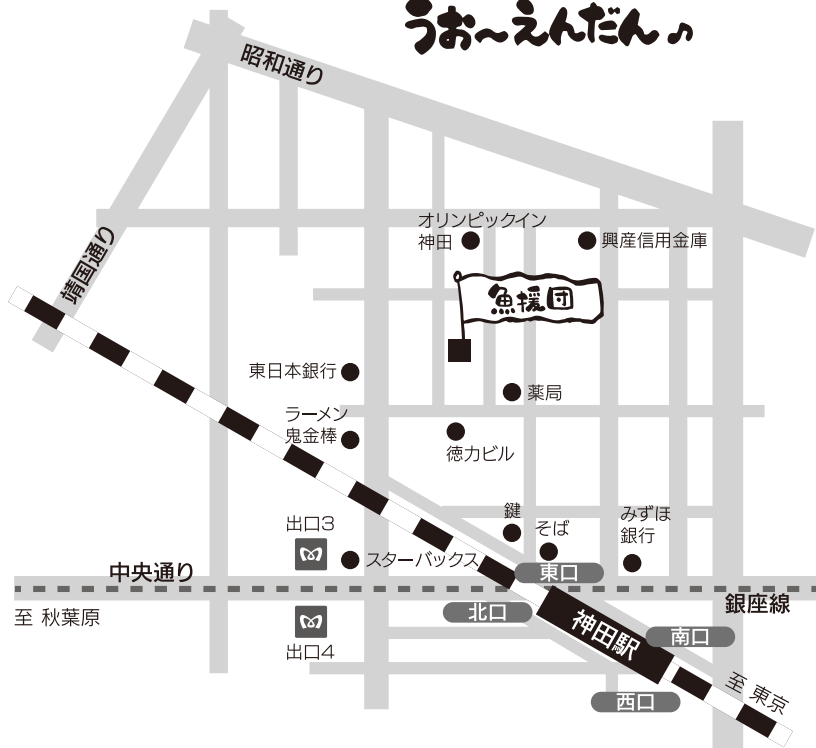 うお〜えんだん♪
昭和通り
オリンピックイン
神田
興産信用金庫
靖国通り
魚援団
東日本銀行
薬局
ラーメン
鬼金棒
徳力ビル
鍵
そば
みずほ
銀行
出口3
スターバックス
中央通り
東口
銀座線
至 秋葉原
北口
神田駅
南口
出口4
至 東京
西口